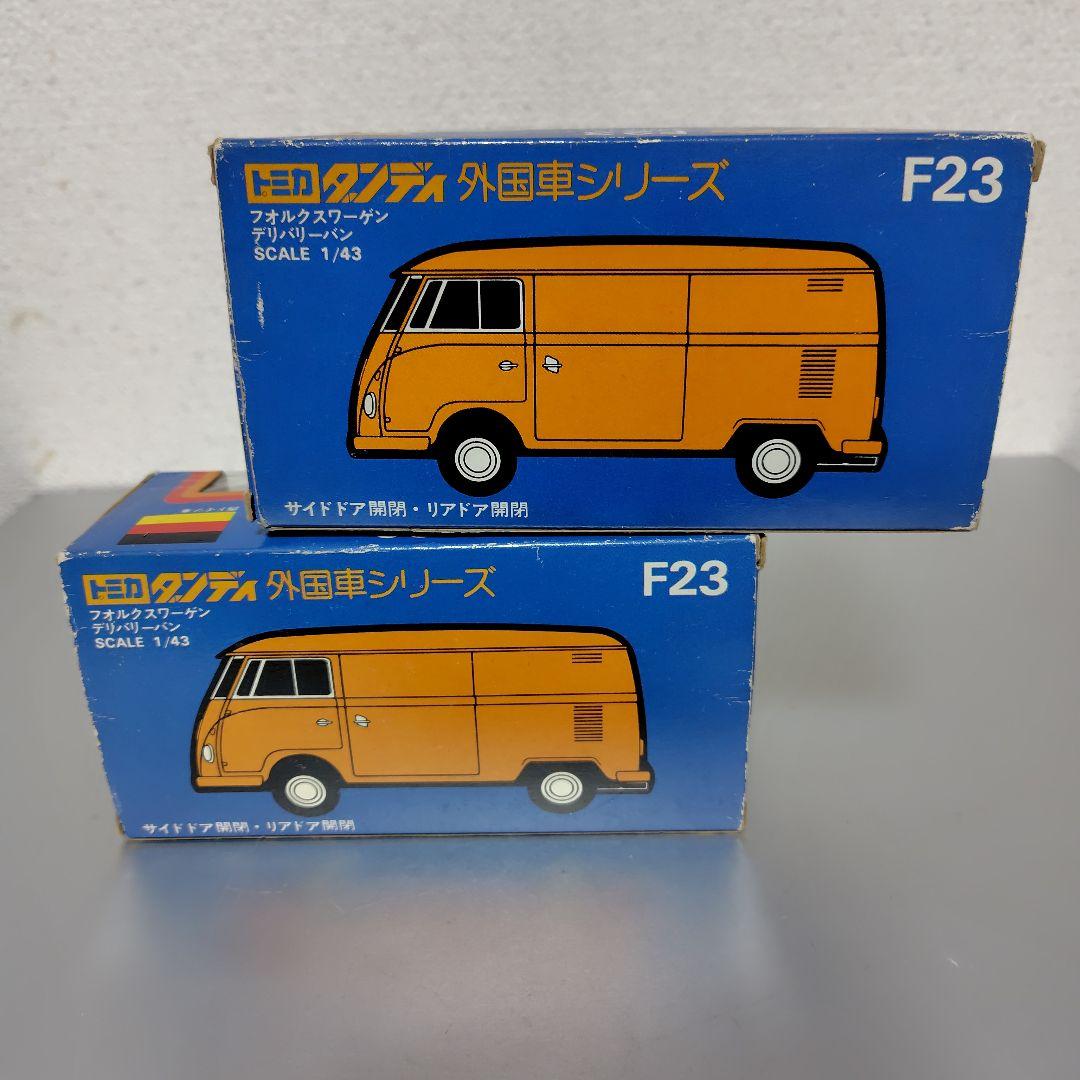 トミカ ダンディ 外国車シリーズ F23
フオルクスワーゲン
デリバリーバン
SCALE 1/43
サイドドア開閉・リアドア開閉
トミカ ダンディ 外国車シリーズ F23
フオルクスワーゲン
デリバリーバン
SCALE 1/43
サイドドア開閉・リアドア開閉